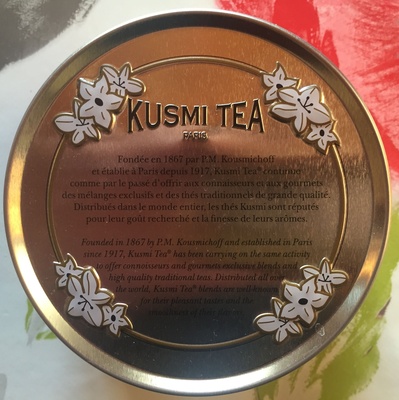 KUSMI TEA
PARIS
Fondée en 1867 par P.M. Kousmichoff
et établie à Paris depuis 1917, Kusmi Tea® continue
comme par le passé d'offrir aux connaisseurs et aux gourmets
des mélanges exclusifs et des thés traditionnels de grande qualité.
Distribués dans le monde entier, les thés Kusmi sont réputés
pour leur goût recherché et la finesse de leurs arômes.
Founded in 1867 by P.M. Kousmichoff and established in Paris
since 1917, Kusmi Tea® has been carrying on the same activity
to offer connoisseurs and gourmets exclusive blends and
high quality traditional teas. Distributed all over
the world, Kusmi Tea® blends are well-known
for their pleasant tastes and the
of their